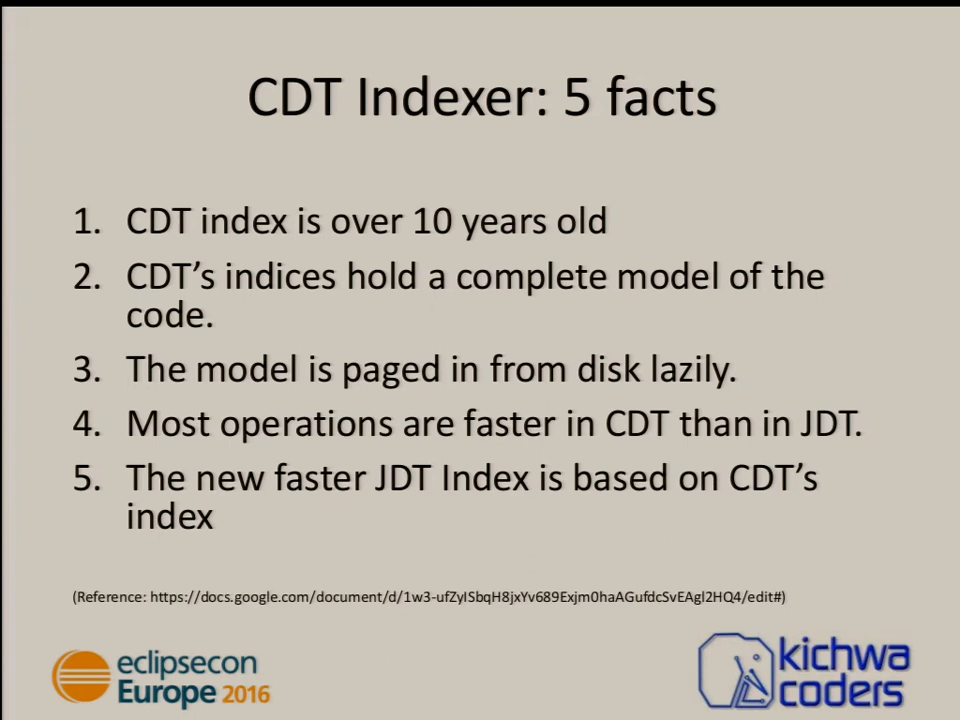 CDT Indexer: 5 facts
1. CDT index is over 10 years old
2. CDT’s indices hold a complete model of the
code.
3. The model is paged in from disk lazily.
4. Most operations are faster in CDT than in JDT.
5. The new faster JDT Index is based on CDT’s
index
(Reference: https://docs.google.com/document/d/1w3-ufZyISbqH8jxYv689Exjm0haAGufdcSvEAgl2HQ4/edit#)
eclipsecon
Europe 2016
kichwa
coders